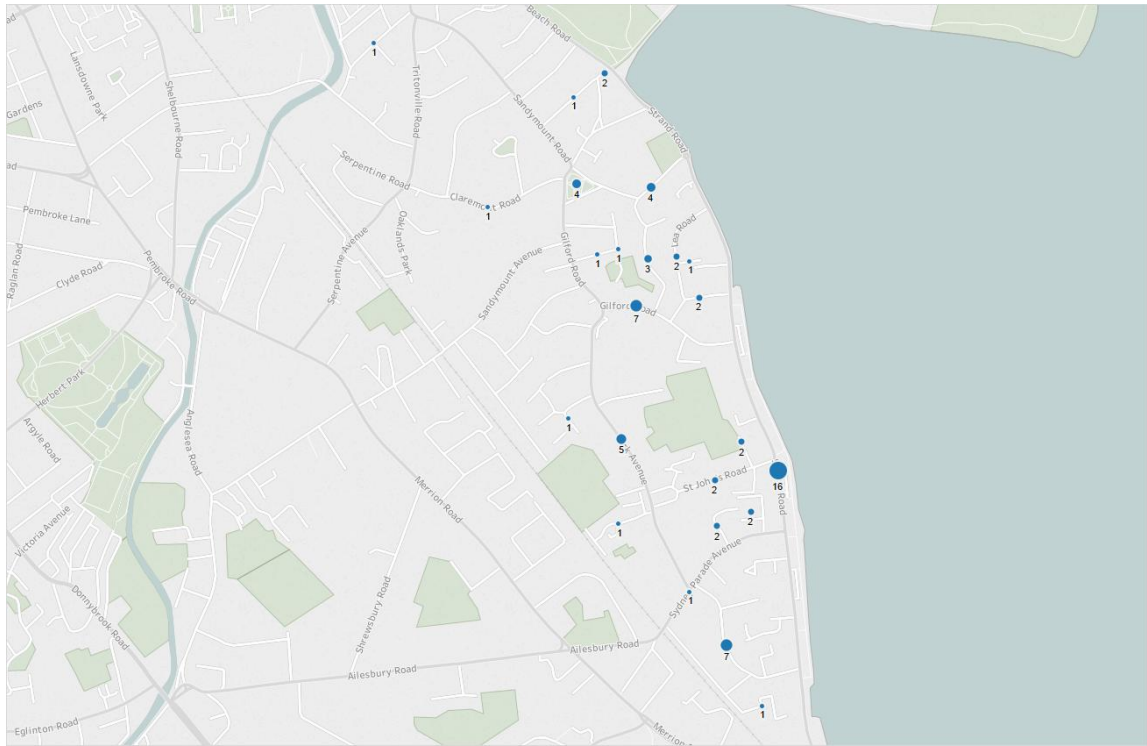 Beach Road
Lansdowne Park
Shelbourne Road
Tritonville Road
1
2
1
Gardens
Sandymount Road
Strand Road
Serpentine Road
4
4
Claremont Road
1
Pembroke Lane
Oaklands Park
Lea Road
Raglan Road
Clyde Road
Pembroke Road
Serpentine Avenue
Sandymount Avenue
Gilford Road
1
1
3
2
1
2
Gilford Road
7
Herbert Park
Argyle Road
Anglesea Road
1
5
Avenue
2
St Johns Road
2
16
Road
Merrion Road
2
2
1
Victoria Avenue
Sydney Parade Avenue
1
Donnybrook Road
Shrewsbury Road
Ailesbury Road
7
Ailesbury Road
1
Eglinton Road
Merrion